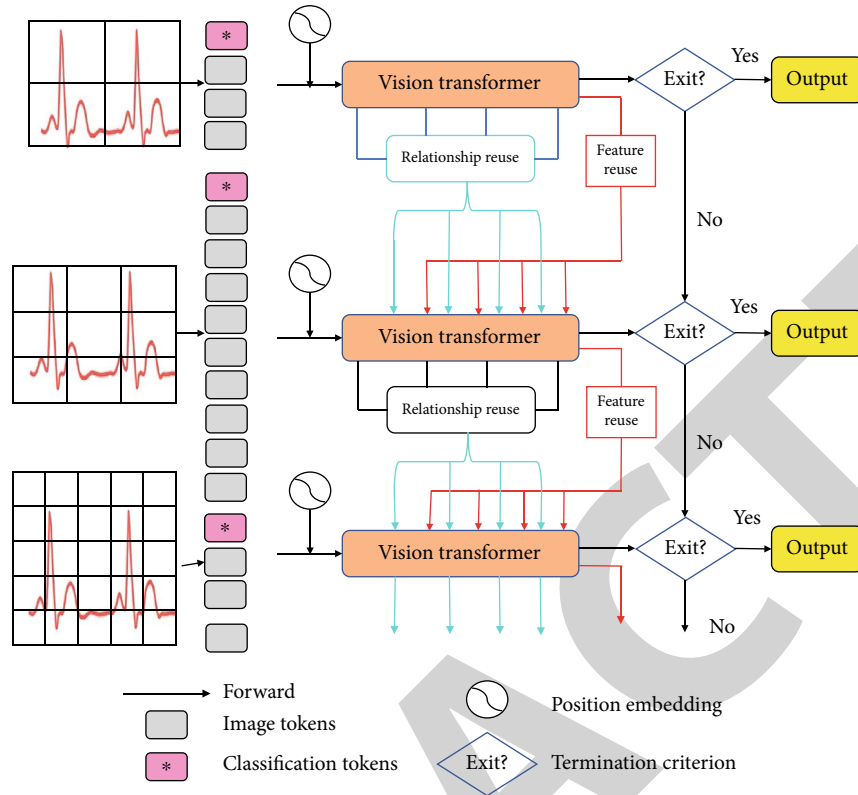 *
Vision transformer
Exit?
Yes
Output
Relationship reuse
Feature
reuse
No
*
Vision transformer
Exit?
Yes
Output
Relationship reuse
Feature
reuse
No
*
Vision transformer
Exit?
Yes
Output
No
Forward
Position embedding
Image tokens
* Classification tokens
Exit? Termination criterion